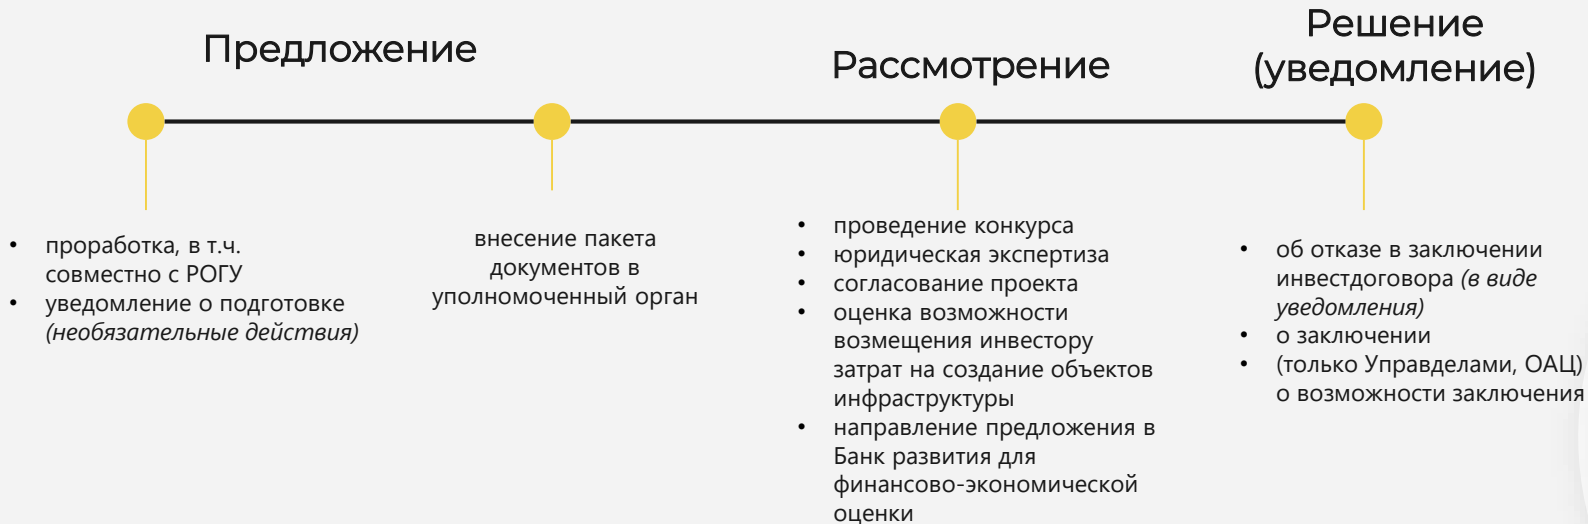 Предложение
• проработка, в т.ч.
совместно с РОГУ
• уведомление о подготовке
(необязательные действия)
внесение пакета
документов в
уполномоченный орган
Рассмотрение
• проведение конкурса
• юридическая экспертиза
• согласование проекта
• оценка возможности
возмещения инвестору
затрат на создание объектов
инфраструктуры
• направление предложения в
Банк развития для
финансово-экономической
оценки
Решение
(уведомление)
• об отказе в заключении
инвестдоговора (в виде
уведомления)
• о заключении
• (только Управделами, ОАЦ)
о возможности заключения